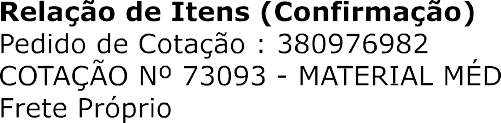 Relação de Itens (Confirmação)
Pedido de Cotação : 380976982
COTAÇÃO Nº 73093 - MATERIAL MÉD
Frete Próprio